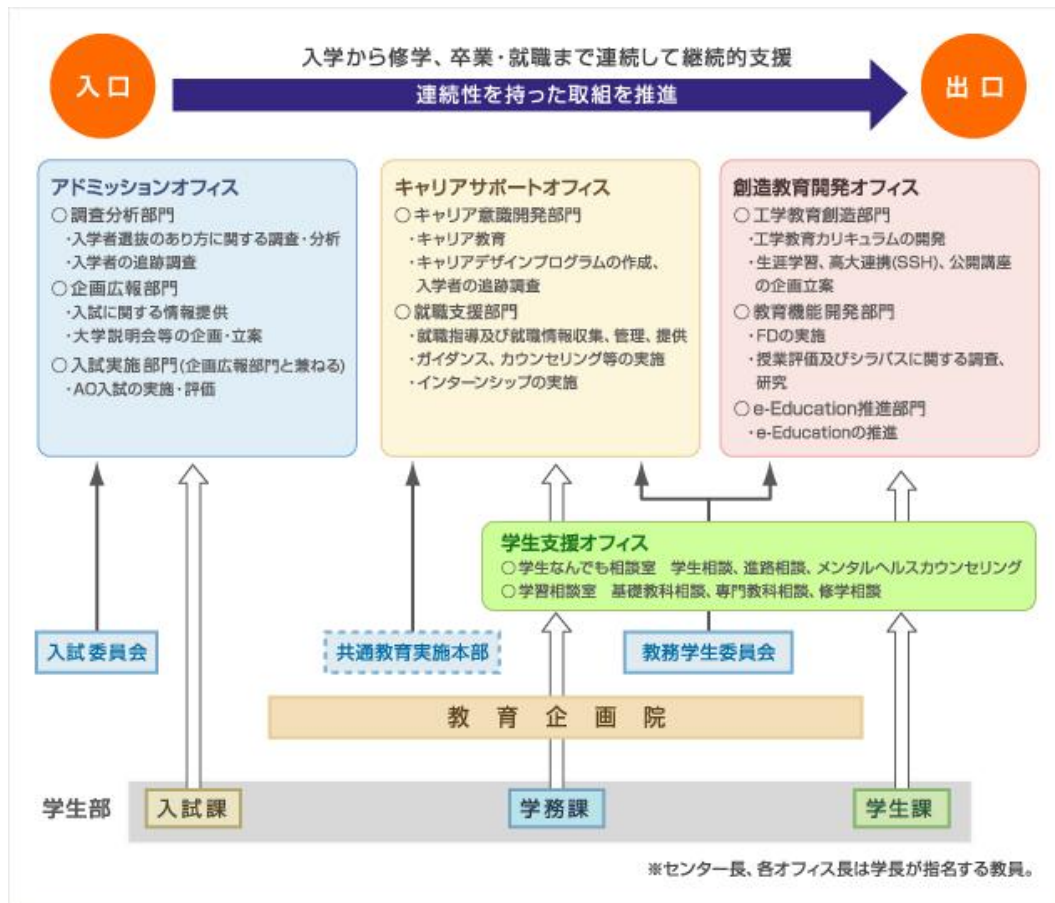 入口
入学から修学、卒業・就職まで連続して継続的支援
連続性を持った取組を推進
出口
アドミッションオフィス
○調査分析部門
・入学者選抜のあり方に関する調査・分析
・入学者の追跡調査
○企画広報部門
・入試に関する情報提供
・大学説明会等の企画・立案
○入試実施部門(企画広報部門と兼ねる)
・AO入試の実施・評価
キャリアサポートオフィス
○キャリア意識開発部門
・キャリア教育
・キャリアデザインプログラムの作成、
入学者の追跡調査
○就職支援部門
・就職指導及び就職情報収集、管理、提供
・ガイダンス、カウンセリング等の実施
・インターンシップの実施
創造教育開発オフィス
○工学教育創造部門
・工学教育カリキュラムの開発
・生涯学習、高大連携(SSH)、公開講座
の企画立案
○教育機能開発部門
・FDの実施
・授業評価及びシラバスに関する調査、
研究
○e-Education推進部門
・e-Educationの推進
学生支援オフィス
○学生なんでも相談室 学生相談、進路相談、メンタルヘルスカウンセリング
○学習相談室 基礎教科相談、専門教科相談、修学相談
入試委員会
共通教育実施本部
教務学生委員会
教育企画院
学生部
入試課
学務課
学生課
※センター長、各オフィス長は学長が指名する教員。